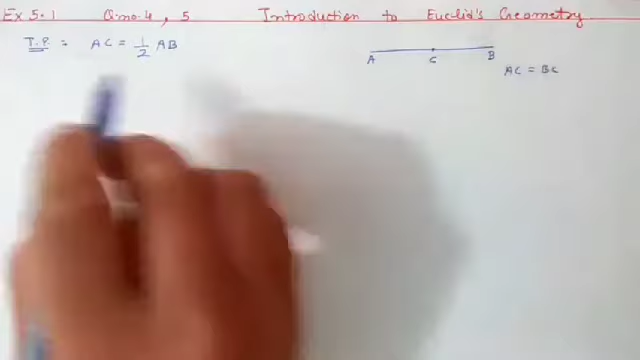 Ex 5.1 Q.no. 4, 5 Introduction to Euclid's Geometry
T.P. : AC = 1/2 AB
A C B
AC = BC